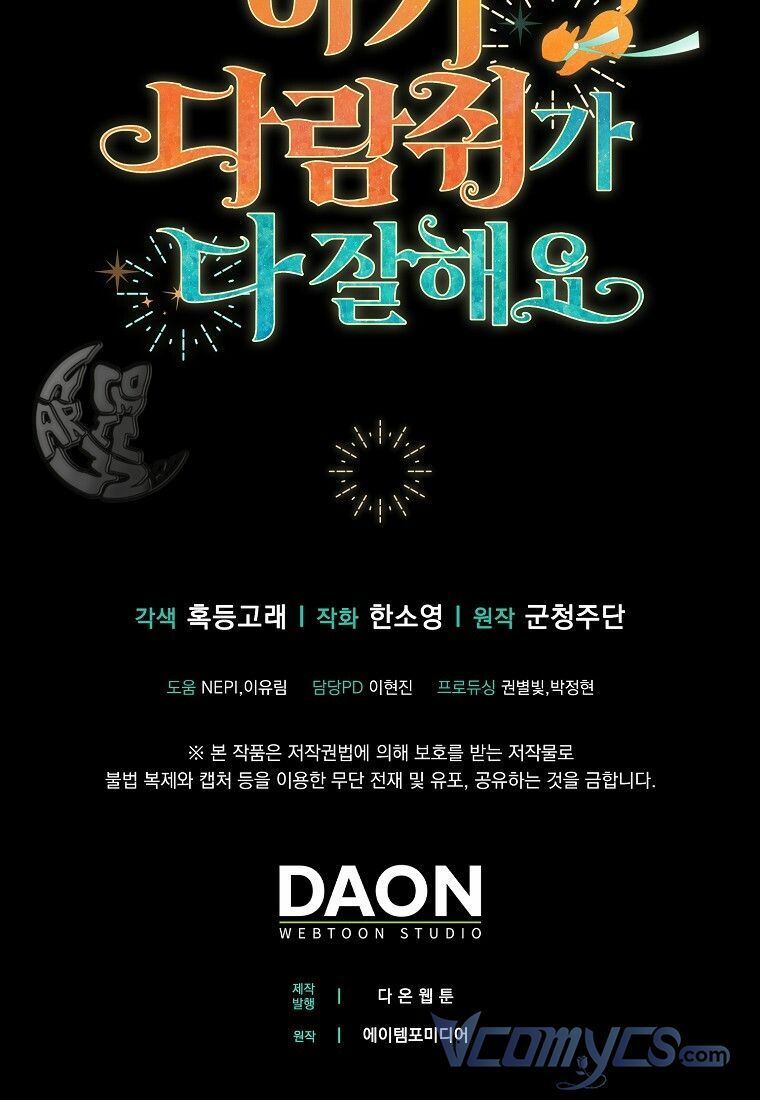 아기
다람쥐가
다 잘해요
각색 혹등고래 | 작화 한소영 | 원작 군청주단
도움 NEPI,이유림 담당PD 이현진 프로듀싱 권별빛,박정현
※ 본 작품은 저작권법에 의해 보호를 받는 저작물로
불법 복제와 캡처 등을 이용한 무단 전재 및 유포, 공유하는 것을 금합니다.
DAON
WEBTOON STUDIO
제작
발행 | 다온웹툰
원작 | 에이템포미디어
VCOMYCS.com